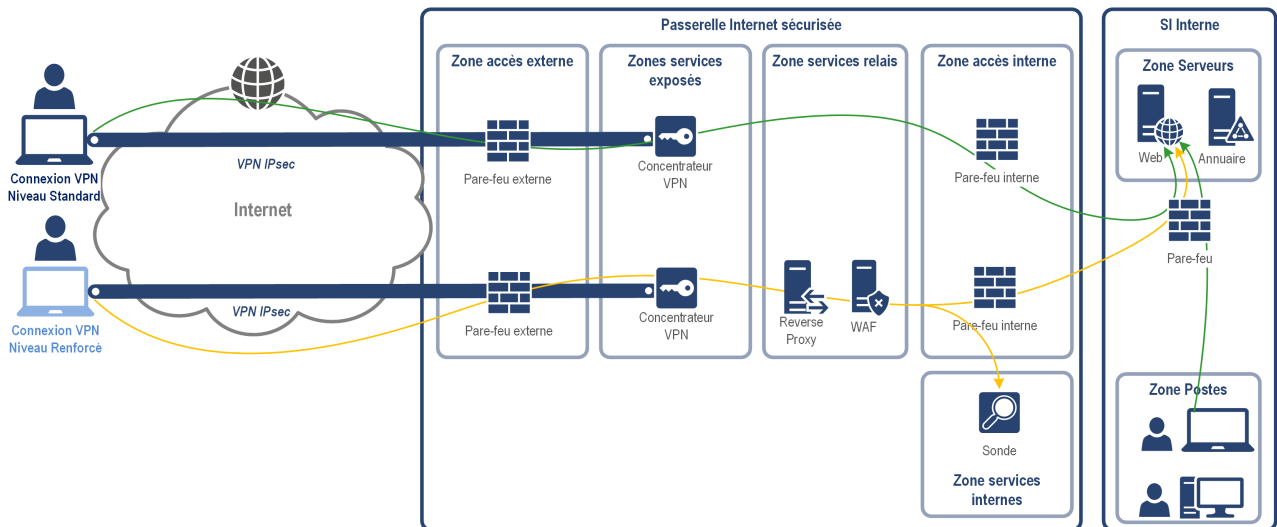 Passerelle Internet sécurisée
SI Interne
Zone accès externe
Zones services
exposés
Zone services relais
Zone accès interne
Zone Serveurs
Web
Annuaire
VPN IPsec
Pare-feu externe
Concentrateur
VPN
Pare-feu interne
Connexion VPN
Niveau Standard
Internet
Pare-feu
VPN IPsec
Pare-feu externe
Concentrateur
VPN
Reverse
Proxy
WAF
Pare-feu interne
Connexion VPN
Niveau Renforcè
Zone Postes
Sonde
Zone services
internes